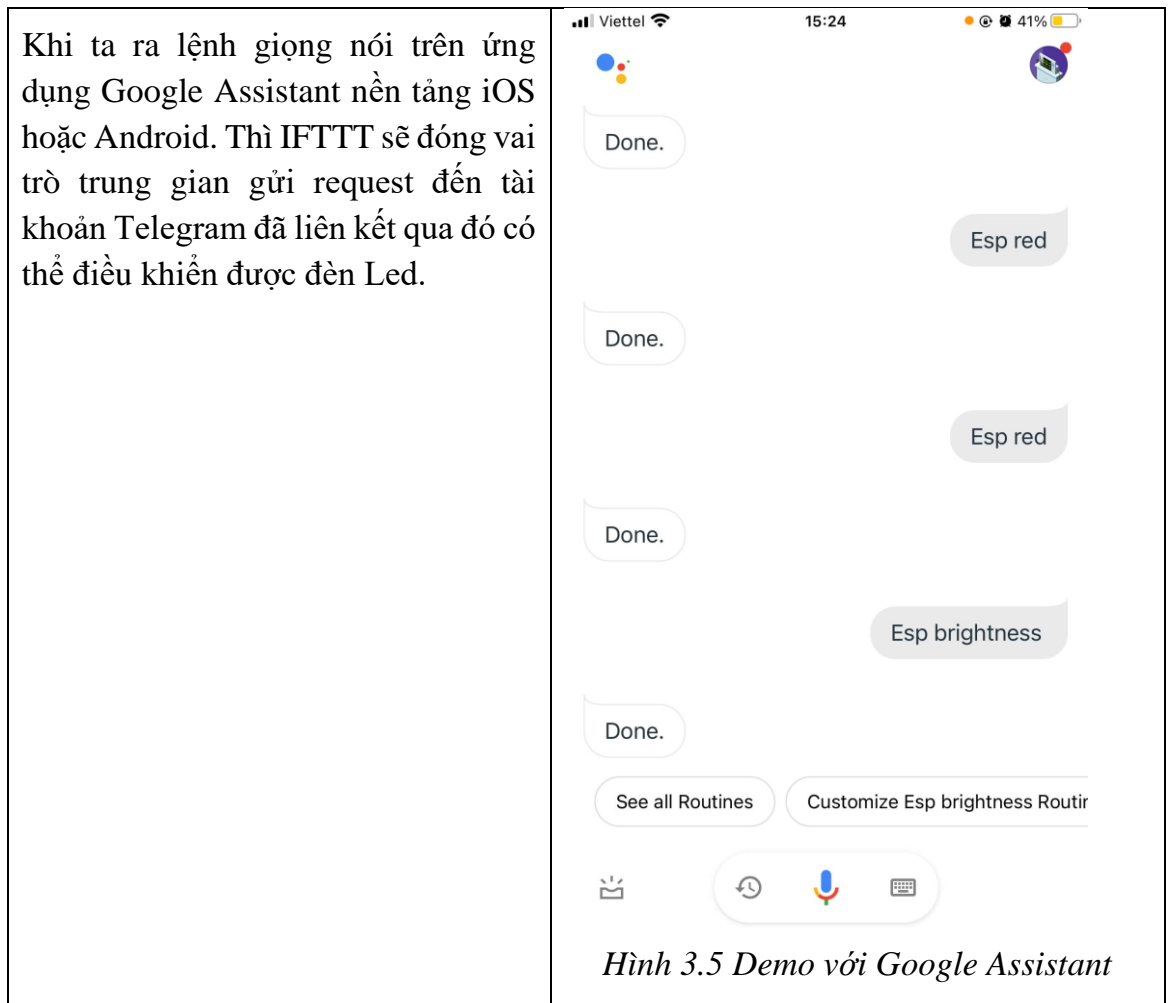 Khi ta ra lệnh giọng nói trên ứng
dụng Google Assistant nền tảng iOS
hoặc Android. Thì IFTTT sẽ đóng vai
trò trung gian gửi request đến tài
khoản Telegram đã liên kết qua đó có
thể điều khiển được đèn Led.
Viettel 15:24 41%
Done.
Esp red
Done.
Esp red
Done.
Esp brightness
Done.
See all Routines Customize Esp brightness Routin
Hình 3.5 Demo với Google Assistant